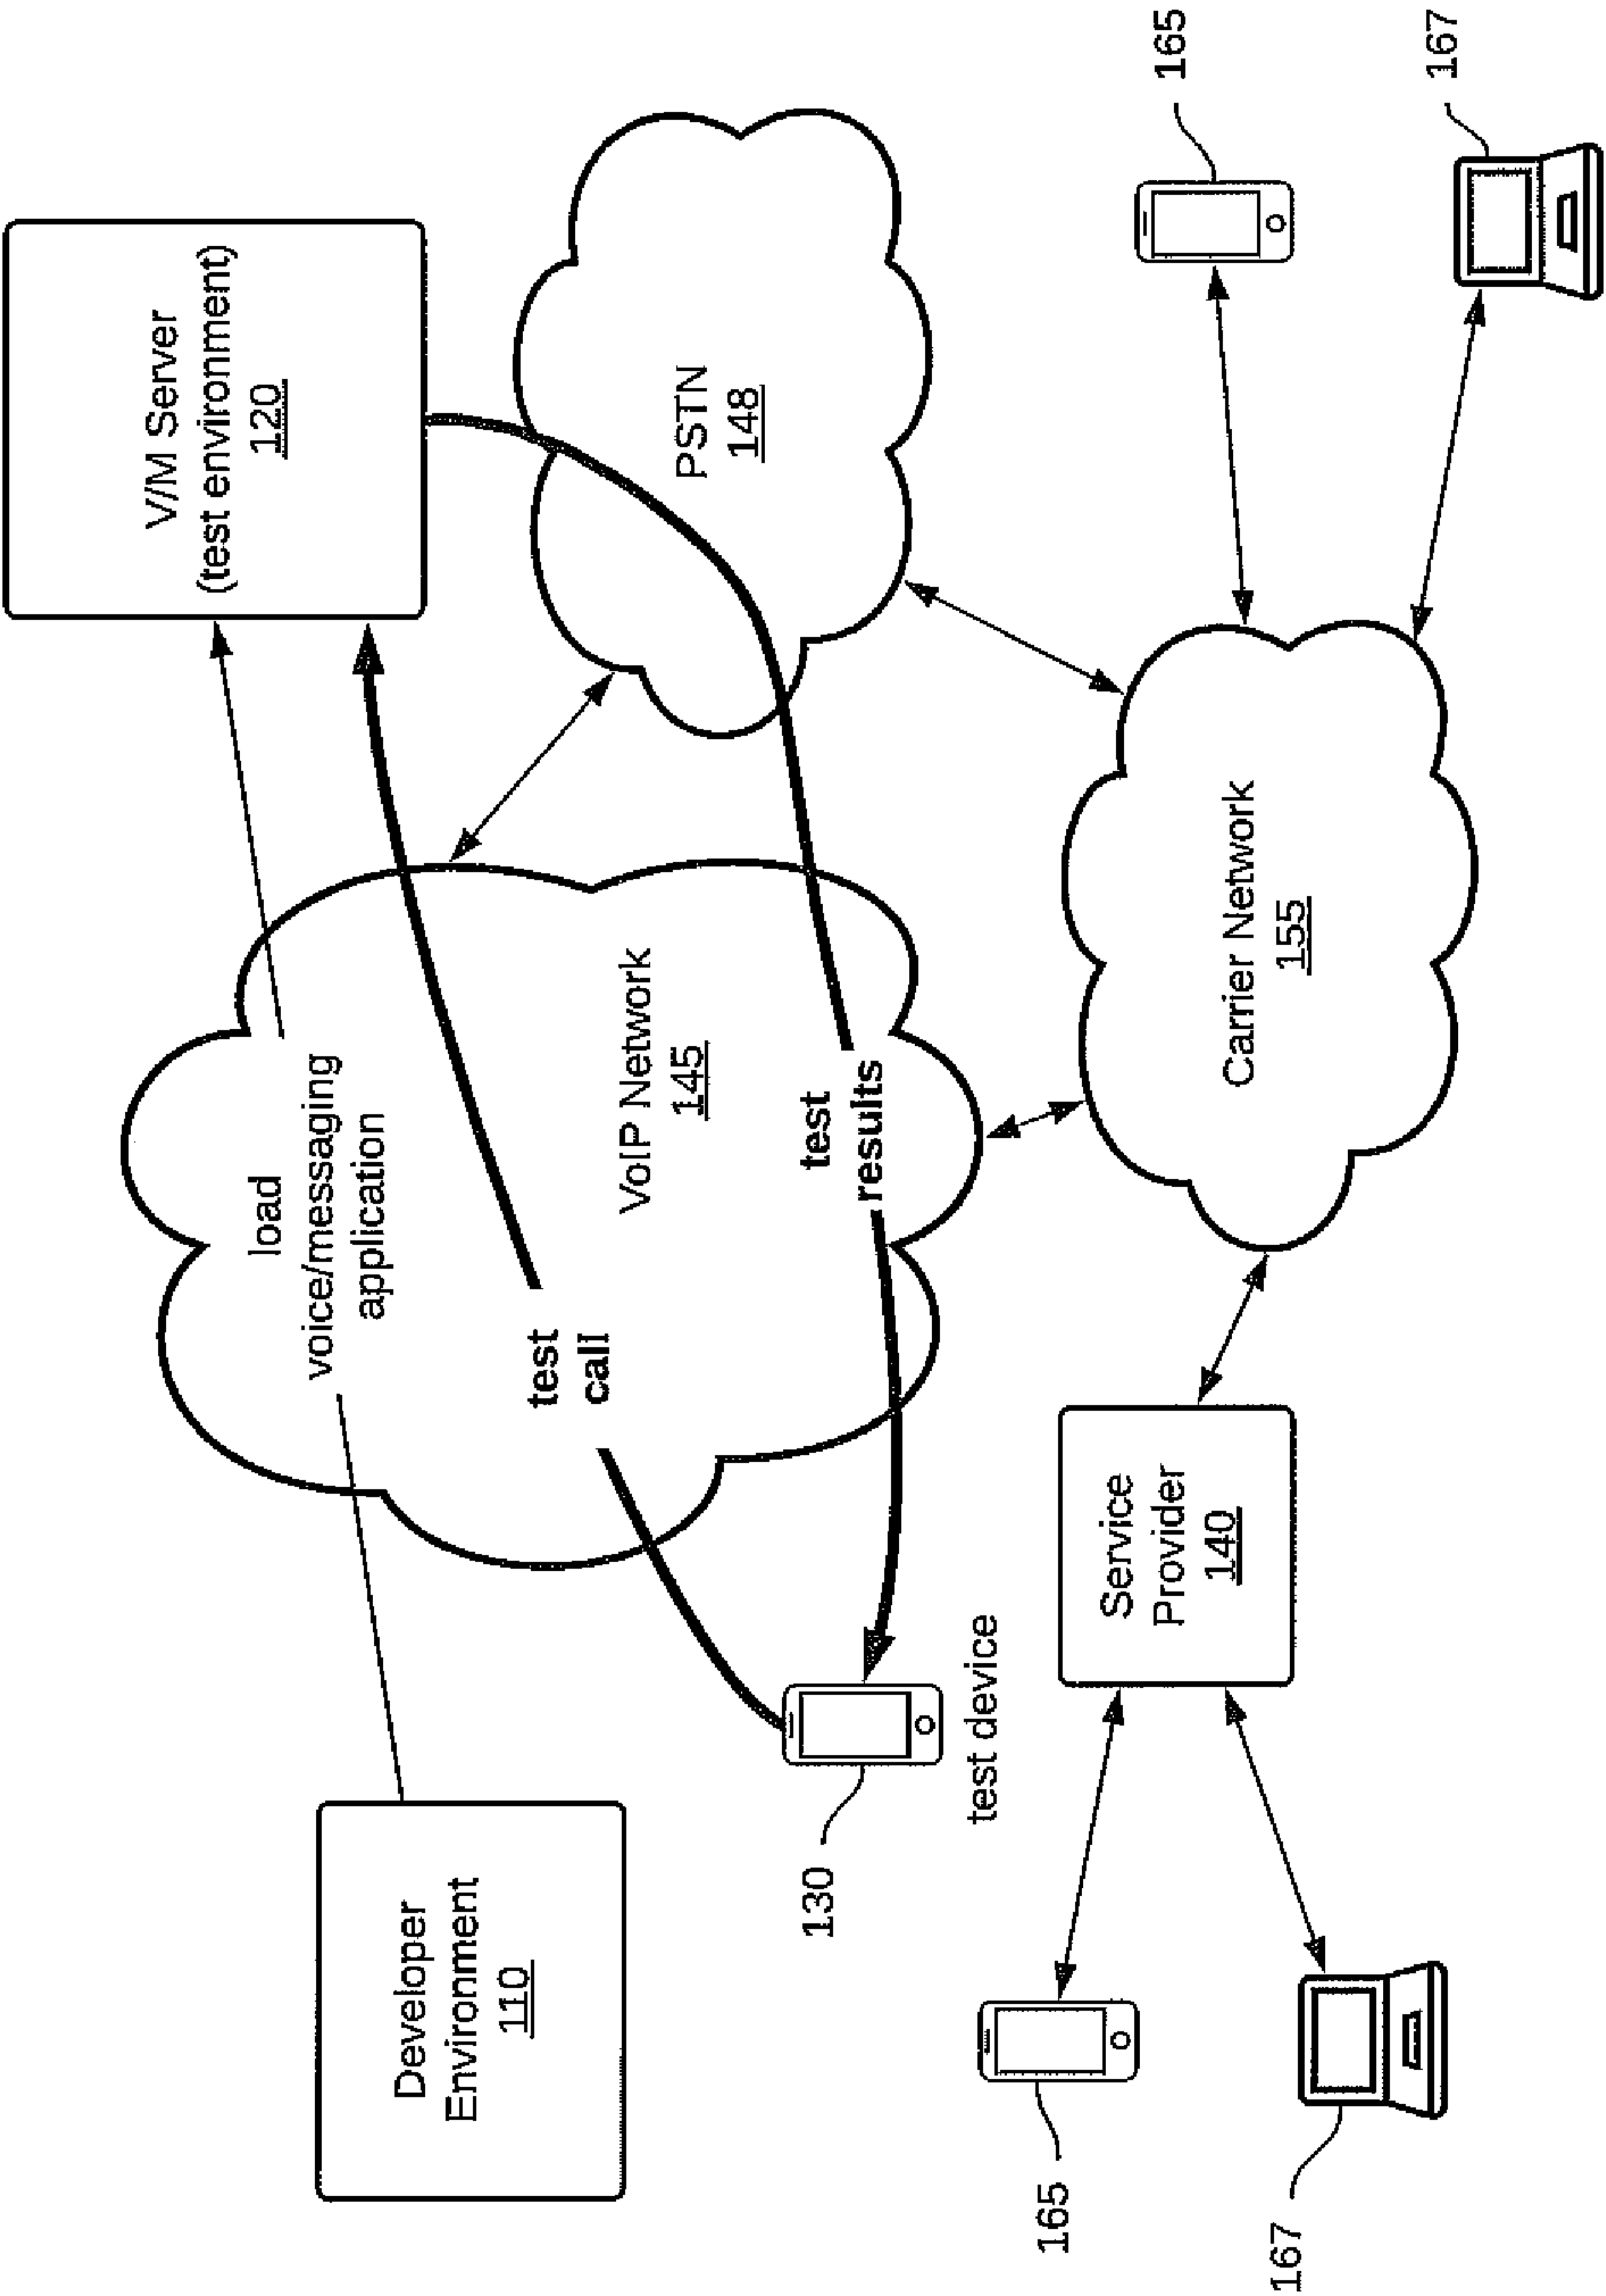 Developer
Environment
110
load
voice/messaging
application
V/M Server
(test environment)
120
test
call
VoIP Network
145
test
results
PSTN
148
130
test device
Service
Provider
140
Carrier Network
155
165
167
165
167